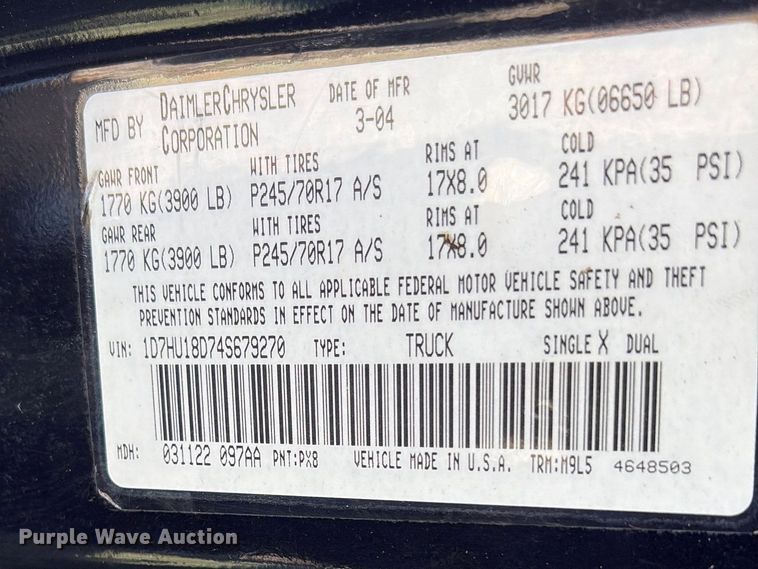 MFD BY DAIMLERCHRYSLER CORPORATION DATE OF MFR 3-04 GVWR 3017 KG(06650 LB)
GAWR FRONT WITH TIRES RIMS AT COLD
1770 KG(3900 LB) P245/70R17 A/S 17X8.0 241 KPA(35 PSI)
GAWR REAR WITH TIRES RIMS AT COLD
1770 KG(3900 LB) P245/70R17 A/S 17X8.0 241 KPA(35 PSI)
THIS VEHICLE CONFORMS TO ALL APPLICABLE FEDERAL MOTOR VEHICLE SAFETY AND THEFT
PREVENTION STANDARDS IN EFFECT ON THE DATE OF MANUFACTURE SHOWN ABOVE.
VIN: 1D7HU18D74S679270 TYPE: TRUCK SINGLE X DUAL
MDH: 031122 097AA PNT:PX8 VEHICLE MADE IN U.S.A. TRM:M9L5 4648503
Purple Wave Auction